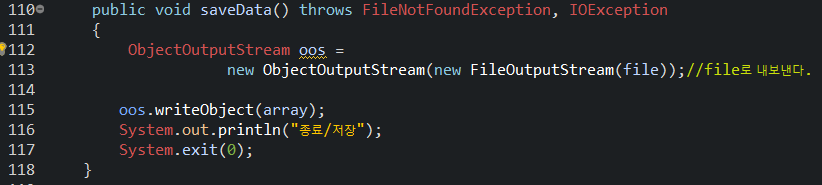 110 public void saveData() throws FileNotFoundException, IOException
111 {
112 ObjectOutputStream oos =
113 new ObjectOutputStream(new FileOutputStream(file));//file로 내보낸다.
114
115 oos.writeObject(array);
116 System.out.println("종료/저장");
117 System.exit(0);
118 }